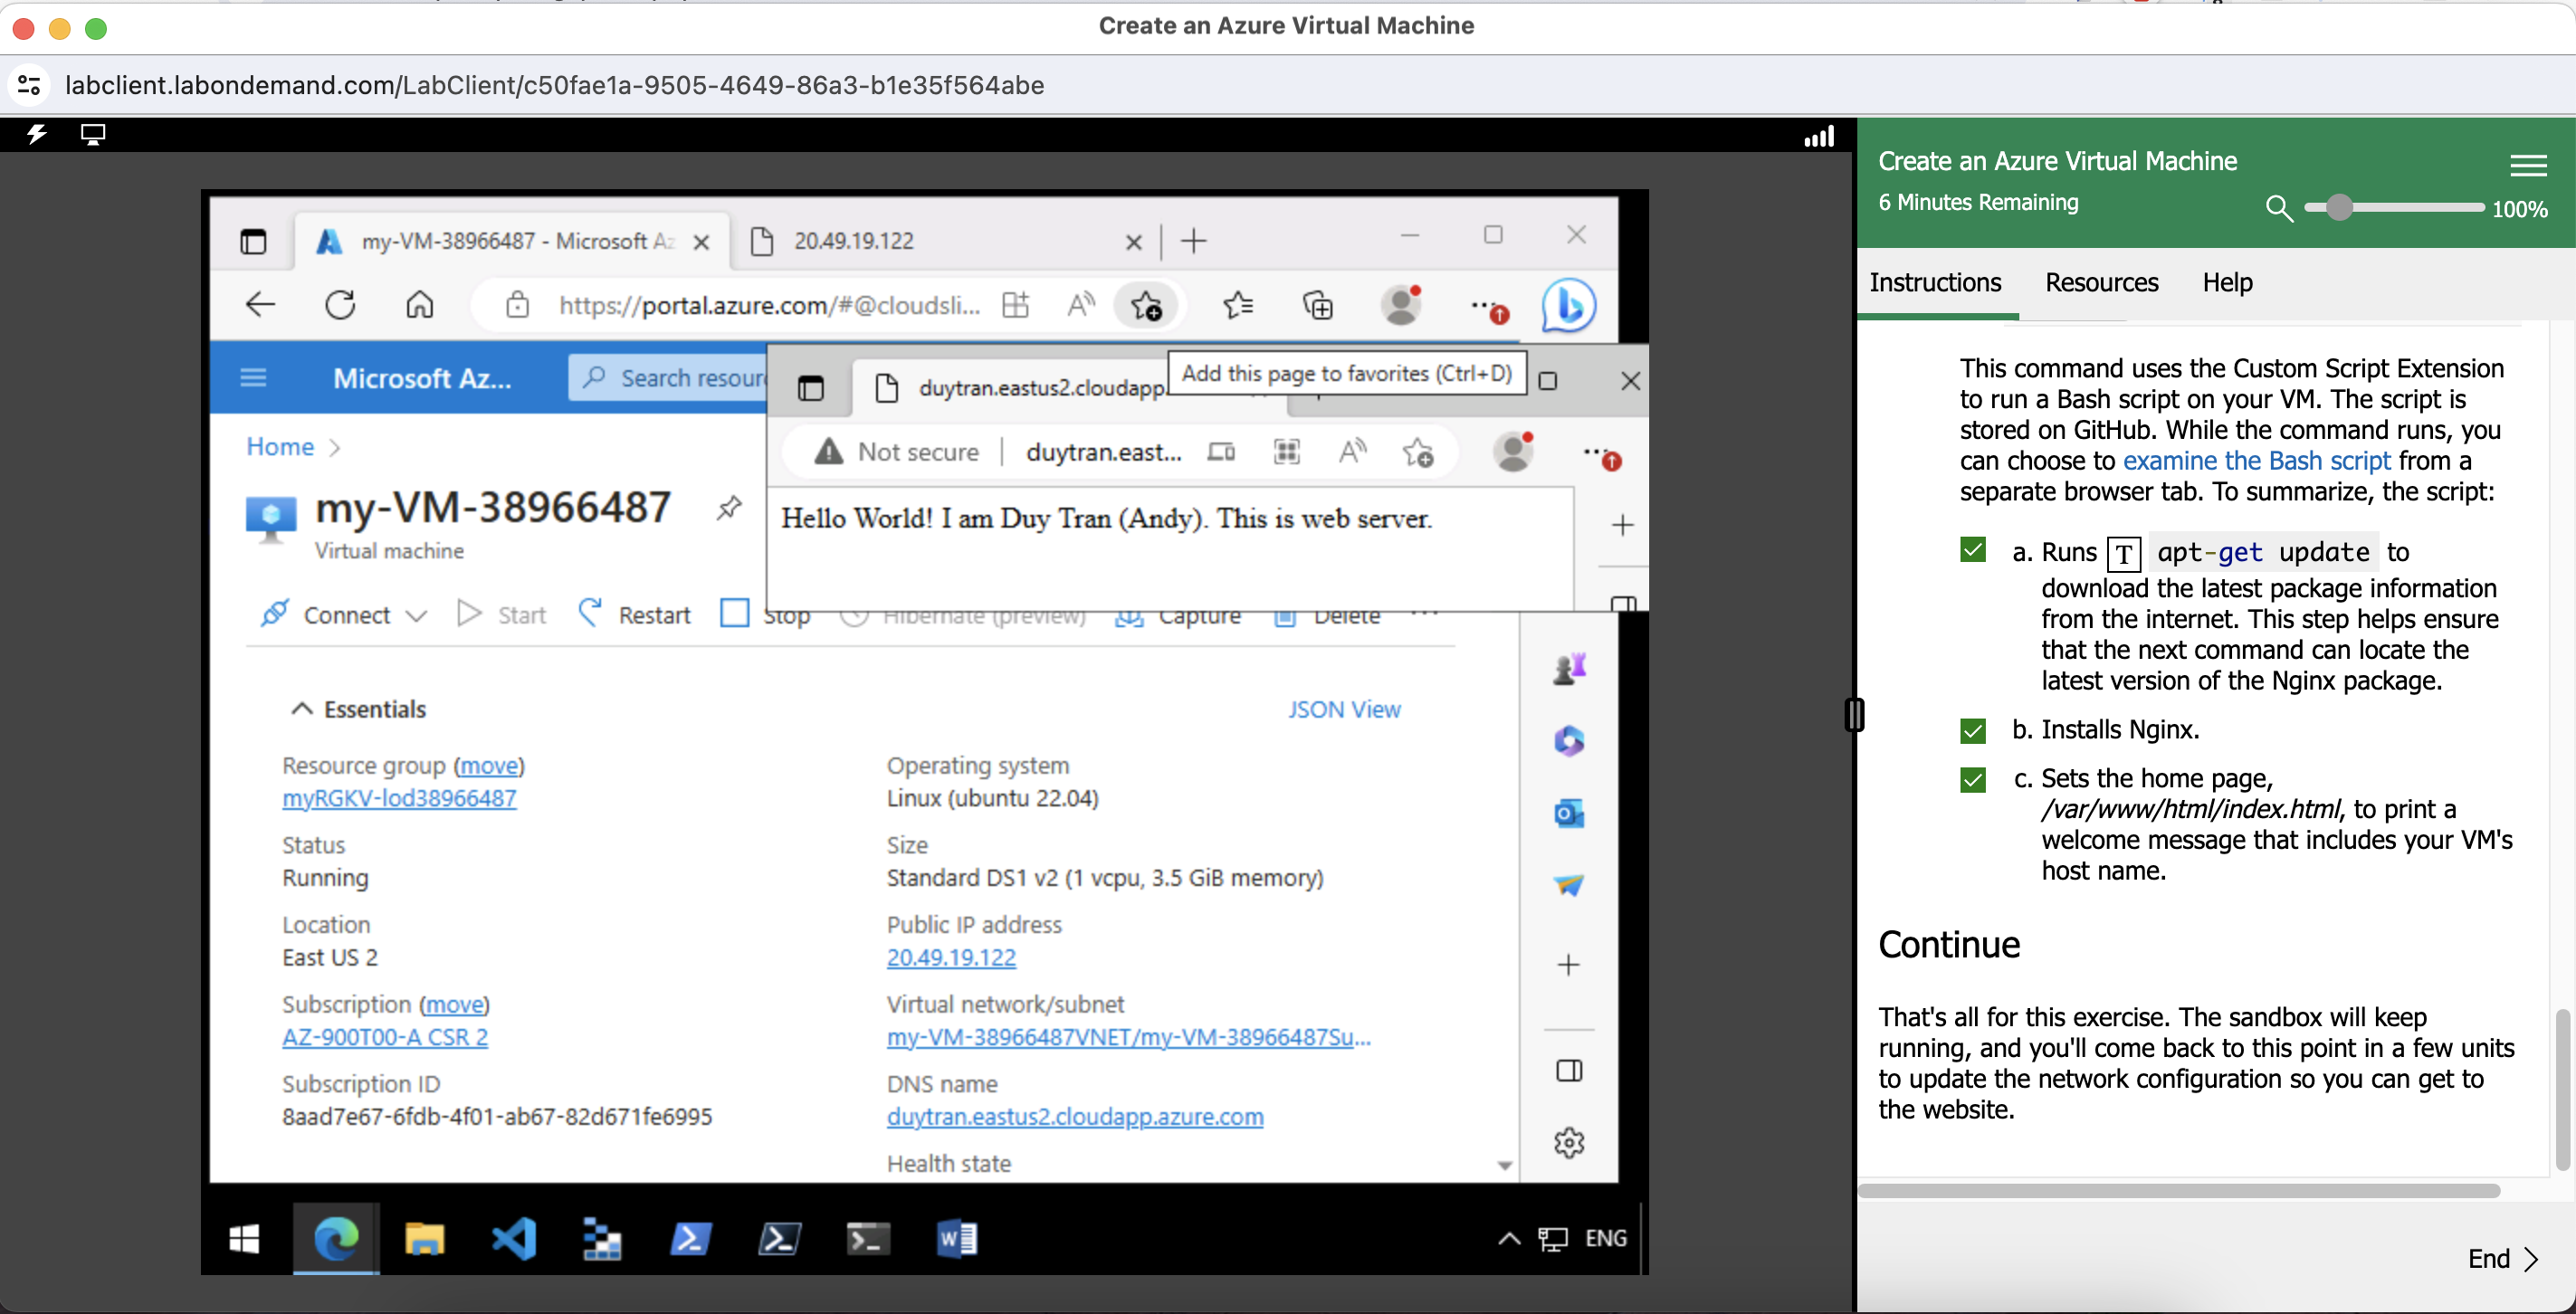 Create an Azure Virtual Machine
labclient.labondemand.com/LabClient/c50fae1a-9505-4649-86a3-b1e35f564abe
my-VM-38966487 - Microsoft Az
20.49.19.122
https://portal.azure.com/#@cloudsli...
Microsoft Az...
Search resour
duytran.eastus2.cloudapp.
Add this page to favorites (Ctrl+D)
Not secure
duytran.east...
Hello World! I am Duy Tran (Andy). This is web server.
Home
my-VM-38966487
Virtual machine
Connect
Start
Restart
Stop
Hibernate (preview)
Capture
Delete
...
Essentials
JSON View
Resource group (move)
myRGKV-lod38966487
Status
Running
Location
East US 2
Subscription (move)
AZ-900T00-A CSR 2
Subscription ID
8aad7e67-6fdb-4f01-ab67-82d671fe6995
Operating system
Linux (ubuntu 22.04)
Size
Standard DS1 v2 (1 vcpu, 3.5 GiB memory)
Public IP address
20.49.19.122
Virtual network/subnet
my-VM-38966487VNET/my-VM-38966487Su...
DNS name
duytran.eastus2.cloudapp.azure.com
Health state
ENG
Create an Azure Virtual Machine
6 Minutes Remaining
100%
Instructions
Resources
Help
This command uses the Custom Script Extension
to run a Bash script on your VM. The script is
stored on GitHub. While the command runs, you
can choose to examine the Bash script from a
separate browser tab. To summarize, the script:
a. Runs T apt-get update to
download the latest package information
from the internet. This step helps ensure
that the next command can locate the
latest version of the Nginx package.
b. Installs Nginx.
c. Sets the home page,
/var/www/html/index.html, to print a
welcome message that includes your VM's
host name.
Continue
That's all for this exercise. The sandbox will keep
running, and you'll come back to this point in a few units
to update the network configuration so you can get to
the website.
End